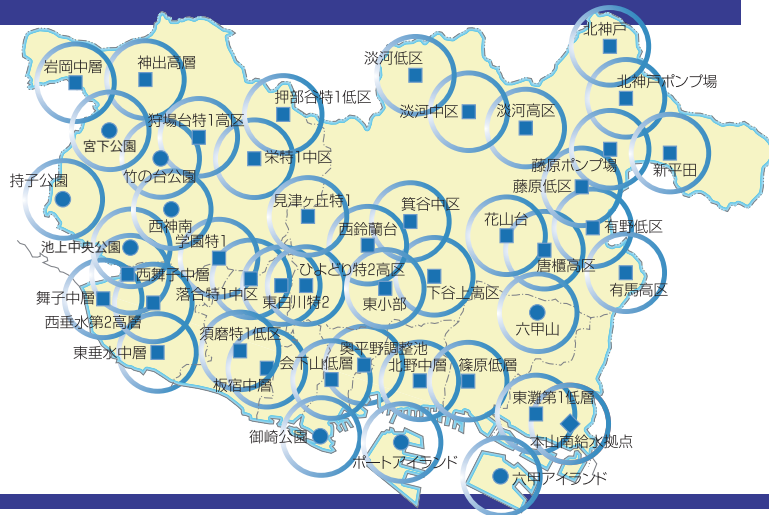 北神戸
淡河低区
神出高層
岩岡中層
北神戸ポンプ場
押部谷特1低区
淡河中区
淡河高区
狩場台特1高区
宮下公園
栄特1中区
藤原ポンプ場
新平田
竹の台公園
持子公園
藤原低区
見津ヶ丘特1
箕谷中区
花山台
有野低区
西神南
西鈴蘭台
学園特1
池上中央公園
唐櫃高区
ひよどり特2高区
西舞子中層
有馬高区
下谷上高区
舞子中層
落合特1中区
東白川特2
東小部
西垂水第2高層
六甲山
須磨特1低区
東垂水中層
奥平野調整池
会下山低層
北野中層
篠原低層
板宿中層
東灘第1低層
御崎公園
本山南給水拠点
ポートアイランド
六甲アイランド